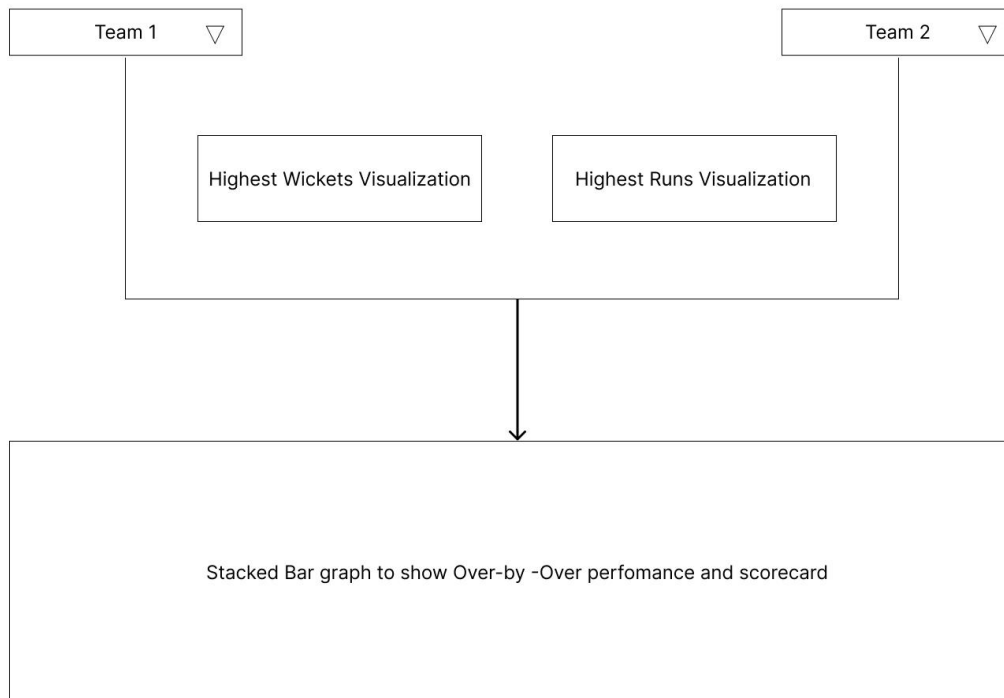 Team 1
Team 2
Highest Wickets Visualization
Highest Runs Visualization
Stacked Bar graph to show Over-by -Over perfomance and scorecard